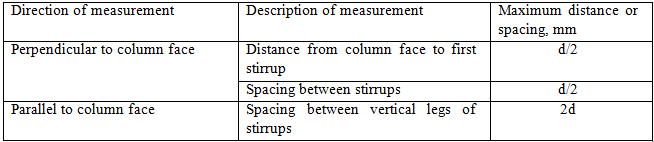 Direction of measurement
Description of measurement
Maximum distance or
spacing, mm
Perpendicular to column face
Distance from column face to first
stirrup
d/2
Spacing between stirrups
d/2
Parallel to column face
Spacing between vertical legs of
stirrups
2d